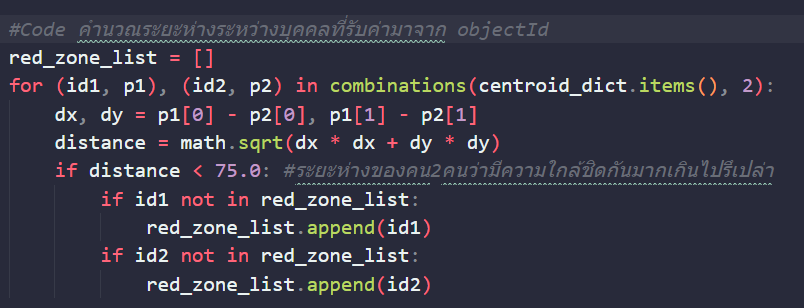 #Code คำนวณระยะห่างระหว่างบุคคลที่รับค่ามาจาก objectId
red_zone_list = []
for (id1, p1), (id2, p2) in combinations(centroid_dict.items(), 2):
    dx, dy = p1[0] - p2[0], p1[1] - p2[1]
    distance = math.sqrt(dx * dx + dy * dy)
    if distance < 75.0: #ระยะห่างของคน2คนว่ามีความใกล้ชิดกันมากเกินไปรึเปล่า
        if id1 not in red_zone_list:
            red_zone_list.append(id1)
        if id2 not in red_zone_list:
            red_zone_list.append(id2)